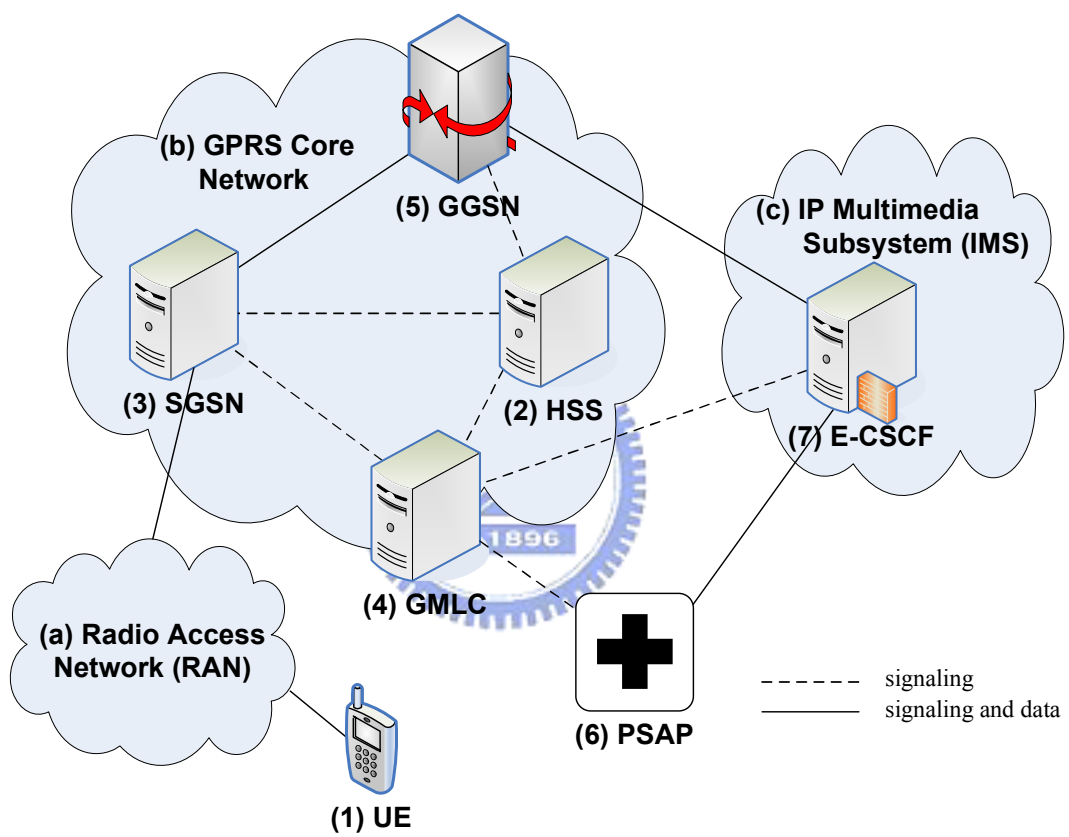 (b) GPRS Core
Network
(5) GGSN
(c) IP Multimedia
Subsystem (IMS)
(3) SGSN
(2) HSS
(7) E-CSCF
1896
(4) GMLC
(a) Radio Access
Network (RAN)
(6) PSAP
signaling
signaling and data
(1) UE